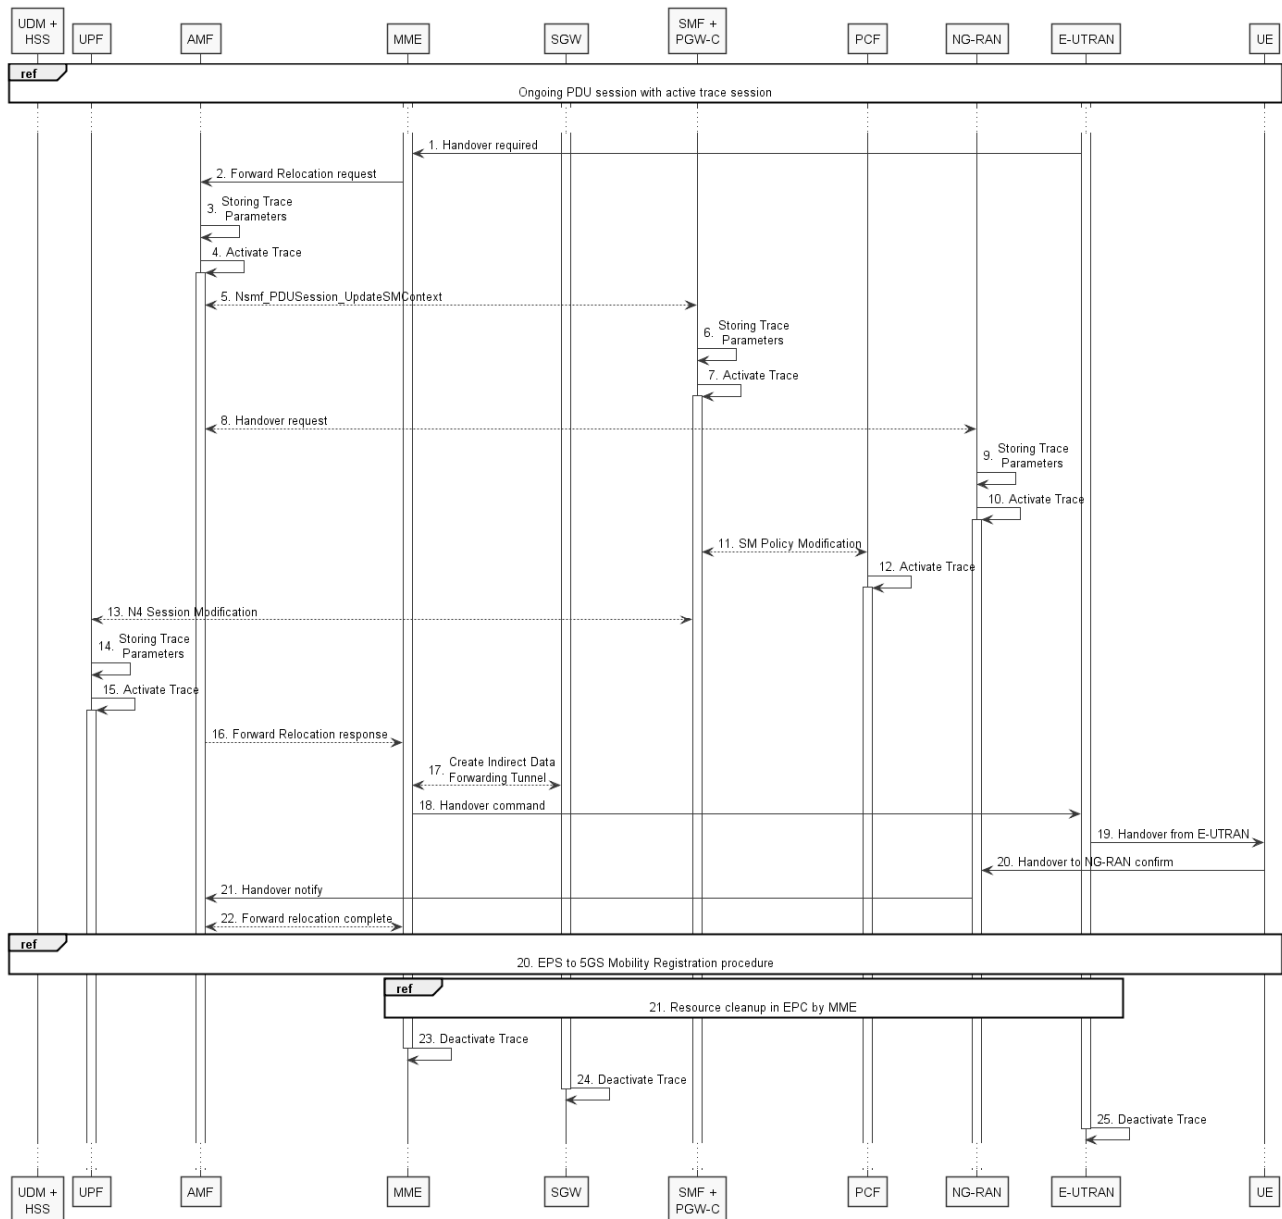 UDM +
HSS
UPF
AMF
MME
SGW
SMF +
PGW-C
PCF
NG-RAN
E-UTRAN
UE
ref
Ongoing PDU session with active trace session
1. Handover required
2. Forward Relocation request
3. Storing Trace
Parameters
4. Activate Trace
5. Nsmf_PDUSession_UpdateSMContext
6. Storing Trace
Parameters
7. Activate Trace
8. Handover request
9. Storing Trace
Parameters
10. Activate Trace
11. SM Policy Modification
12. Activate Trace
13. N4 Session Modification
14. Storing Trace
Parameters
15. Activate Trace
16. Forward Relocation response
17. Create Indirect Data
Forwarding Tunnel
18. Handover command
19. Handover from E-UTRAN
20. Handover to NG-RAN confirm
21. Handover notify
22. Forward relocation complete
ref
20. EPS to 5GS Mobility Registration procedure
ref
21. Resource cleanup in EPC by MME
23. Deactivate Trace
24. Deactivate Trace
25. Deactivate Trace
UDM +
HSS
UPF
AMF
MME
SGW
SMF +
PGW-C
PCF
NG-RAN
E-UTRAN
UE